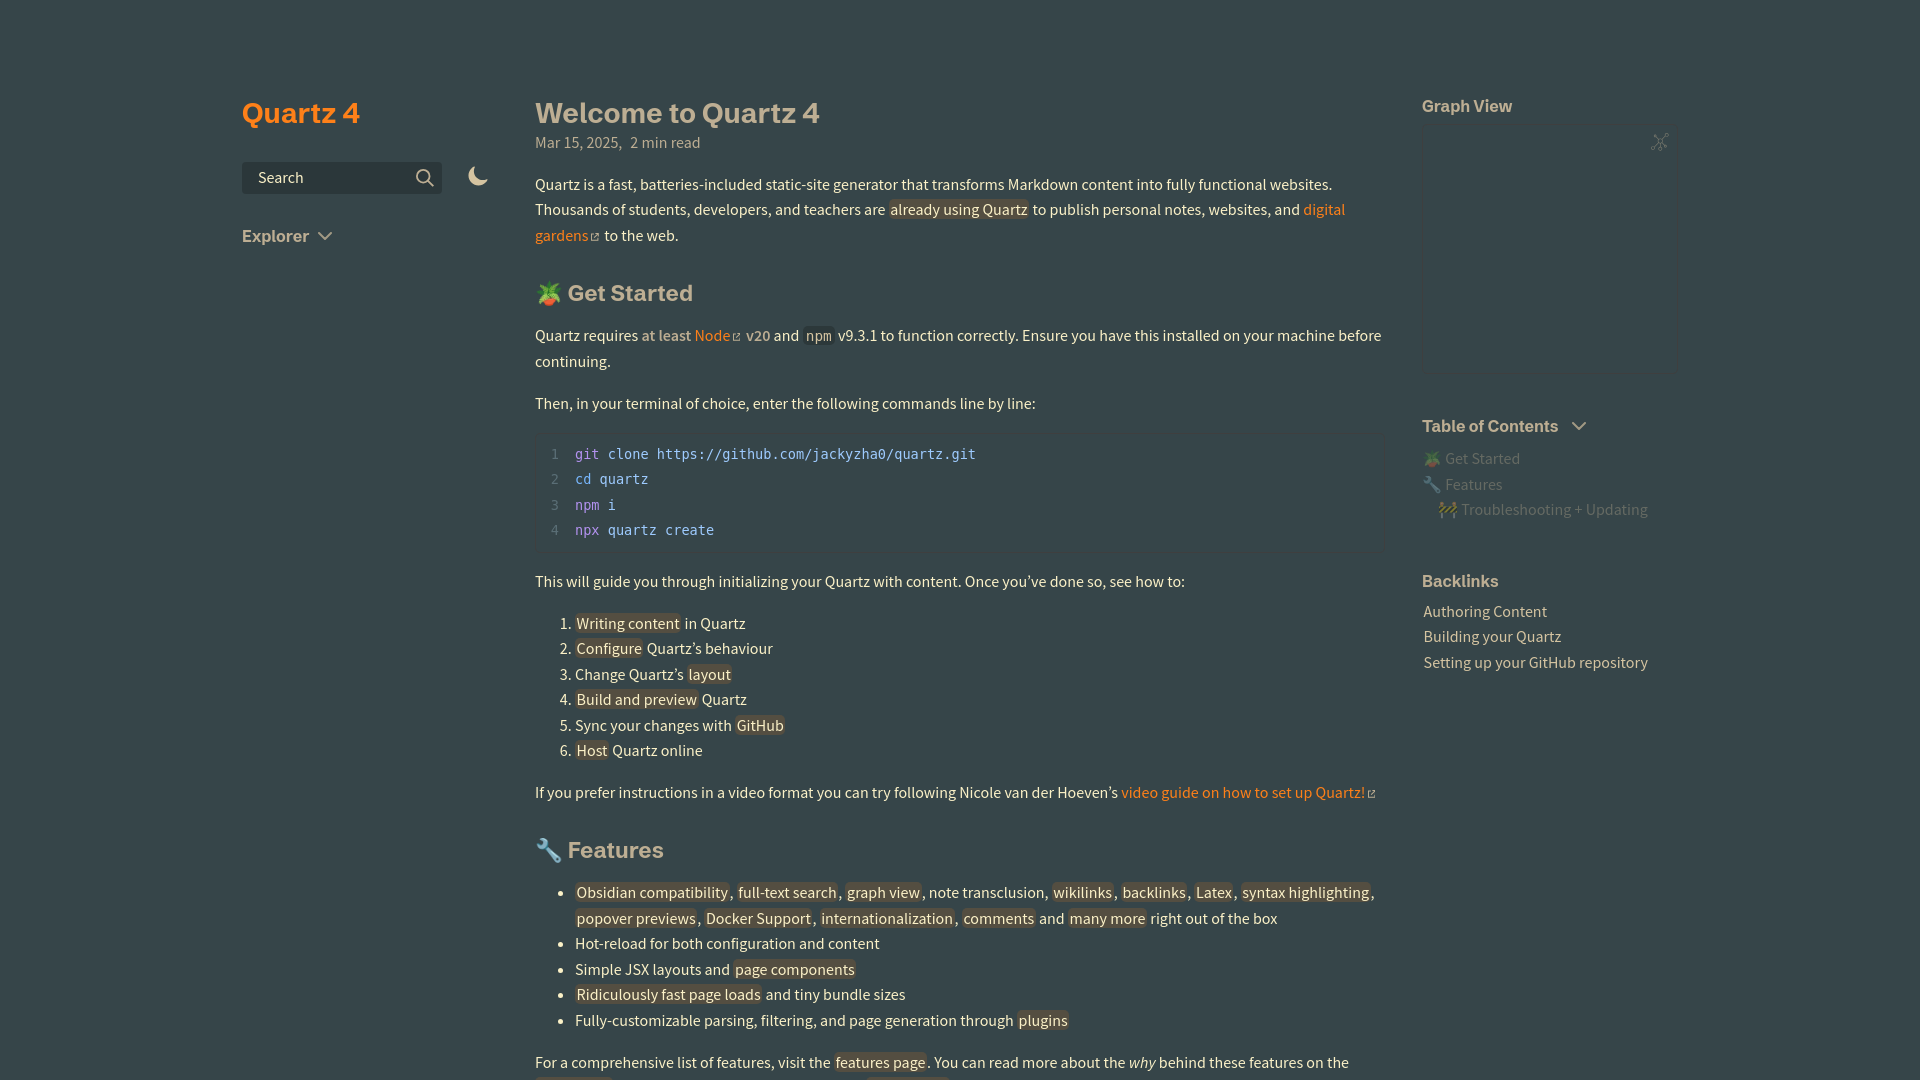 Quartz 4
Search
Explorer
Welcome to Quartz 4
Mar 15, 2025, 2 min read
Quartz is a fast, batteries-included static-site generator that transforms Markdown content into fully functional websites.
Thousands of students, developers, and teachers are already using Quartz to publish personal notes, websites, and digital
gardens to the web.
🪴 Get Started
Quartz requires at least Node v20 and npm v9.3.1 to function correctly. Ensure you have this installed on your machine before
continuing.
Then, in your terminal of choice, enter the following commands line by line:
1 git clone https://github.com/jackyzha0/quartz.git
2 cd quartz
3 npm i
4 npx quartz create
This will guide you through initializing your Quartz with content. Once you’ve done so, see how to:
1. Writing content in Quartz
2. Configure Quartz’s behaviour
3. Change Quartz’s layout
4. Build and preview Quartz
5. Sync your changes with GitHub
6. Host Quartz online
If you prefer instructions in a video format you can try following Nicole van der Hoeven’s video guide on how to set up Quartz!
🔧 Features
• Obsidian compatibility, full-text search, graph view, note transclusion, wikilinks, backlinks, Latex, syntax highlighting,
popover previews, Docker Support, internationalization, comments and many more right out of the box
• Hot-reload for both configuration and content
• Simple JSX layouts and page components
• Ridiculously fast page loads and tiny bundle sizes
• Fully-customizable parsing, filtering, and page generation through plugins
For a comprehensive list of features, visit the features page. You can read more about the why behind these features on the
Graph View
Table of Contents
🪴 Get Started
🔧 Features
🚧 Troubleshooting + Updating
Backlinks
Authoring Content
Building your Quartz
Setting up your GitHub repository